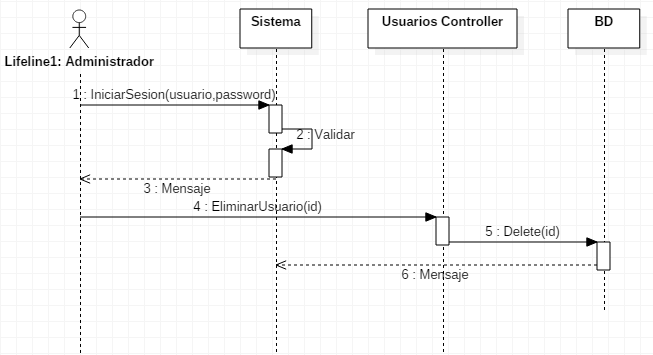 Sistema
Usuarios Controller
BD
Lifeline1: Administrador
1 : IniciarSesion(usuario,password)
2 : Validar
3 : Mensaje
4 : EliminarUsuario(id)
5 : Delete(id)
6 : Mensaje